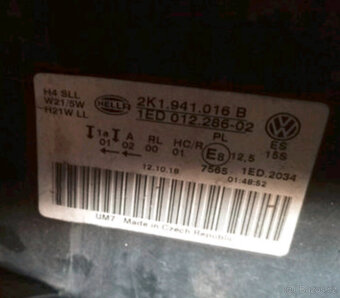 H4 SLL
W21/5W
H21W LL
HELLA
2K1.941.016 B
1ED 012 266-02
1a A RL HC/R PL
01 02 00 01 E8 12,5
ES
15S
12.10.18 7565 1ED.2034
01:48:52
UM7 Made in Czech Republic H